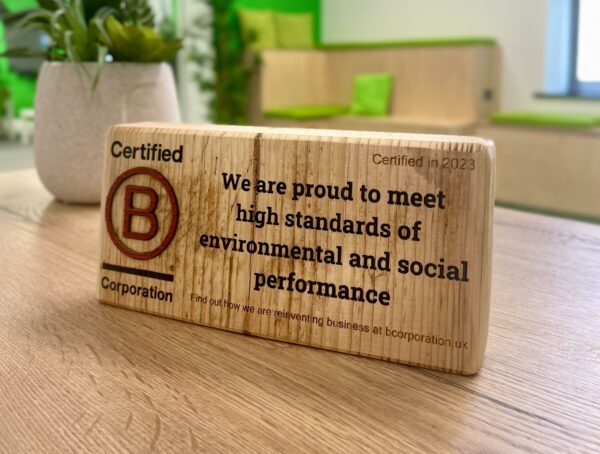 Certified
B
Corporation
Certified in 2023
We are proud to meet
high standards of
environmental and social
performance
Find out how we are reinventing business at bcorporation.uk